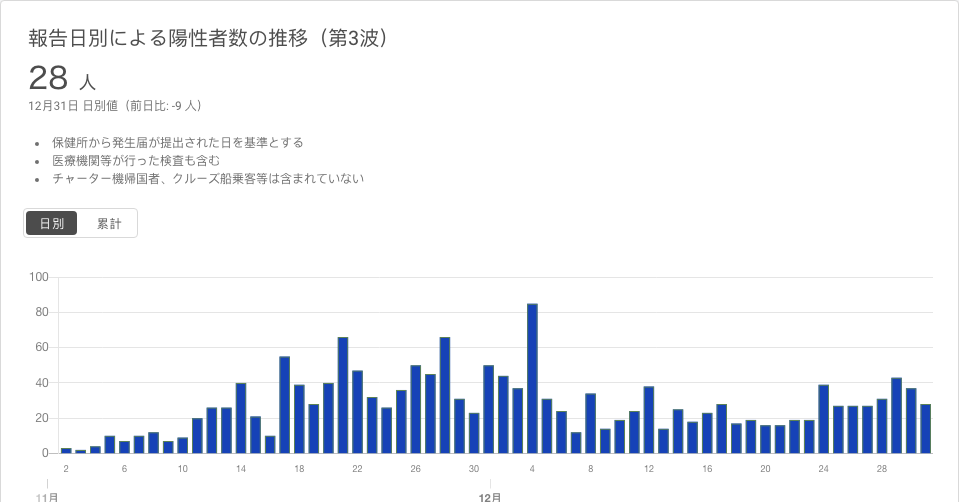 報告日別による陽性者数の推移（第3波）
28 人
12月31日 日別値（前日比: -9 人）
保健所から発生届が提出された日を基準とする
医療機関等が行った検査も含む
チャーター機帰国者、クルーズ船乗客等は含まれていない
日別 累計
100
80
60
40
20
0
2 6 10 14 18 22 26 30 4 8 12 16 20 24 28
11月 12月